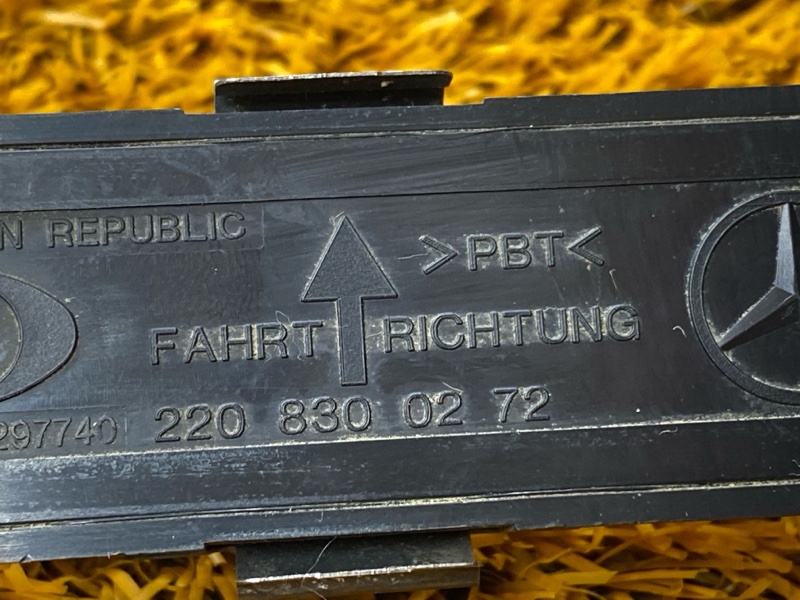 N REPUBLIC
>PBT<
FAHRT RICHTUNG
297740
220 830 02 72